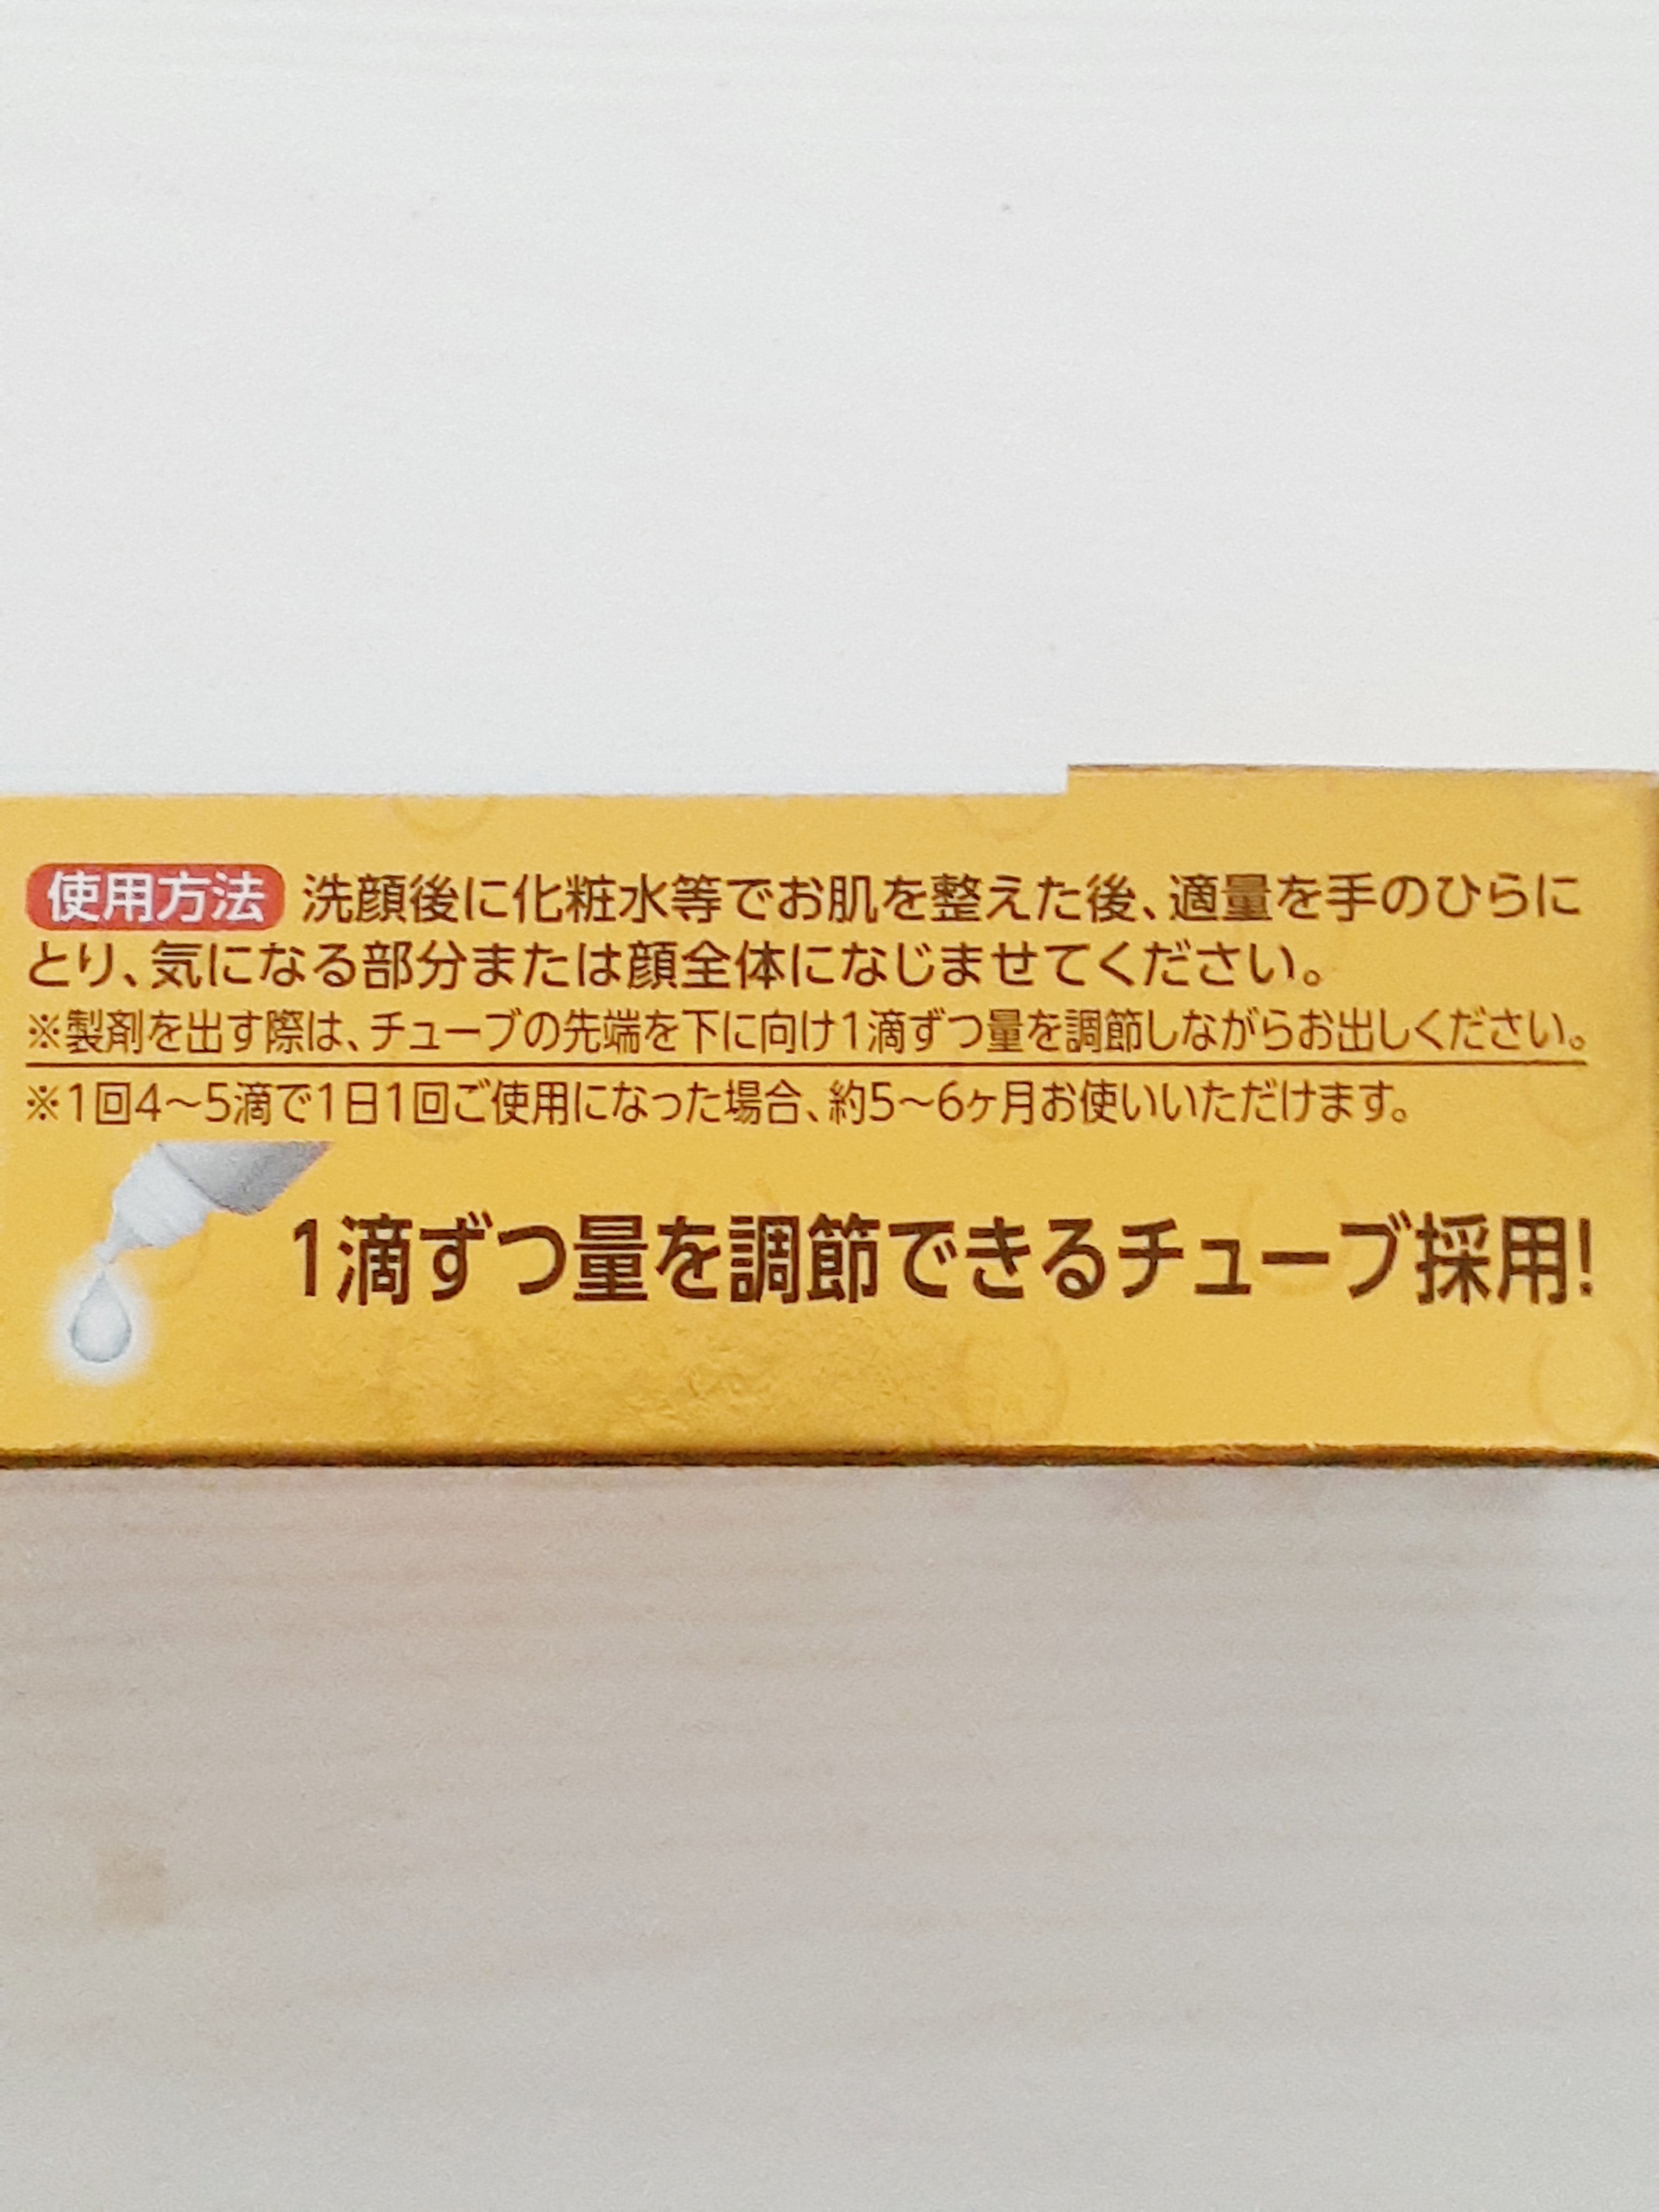 使用方法 洗顔後に化粧水等でお肌を整えた後、適量を手のひらに
とり、気になる部分または顔全体になじませてください。
※製剤を出す際は、チューブの先端を下に向け1滴ずつ量を調節しながらお出しください。
※1回4～5滴で1日1回ご使用になった場合、約5～6ヶ月お使いいただけます。
1滴ずつ量を調節できるチューブ採用!